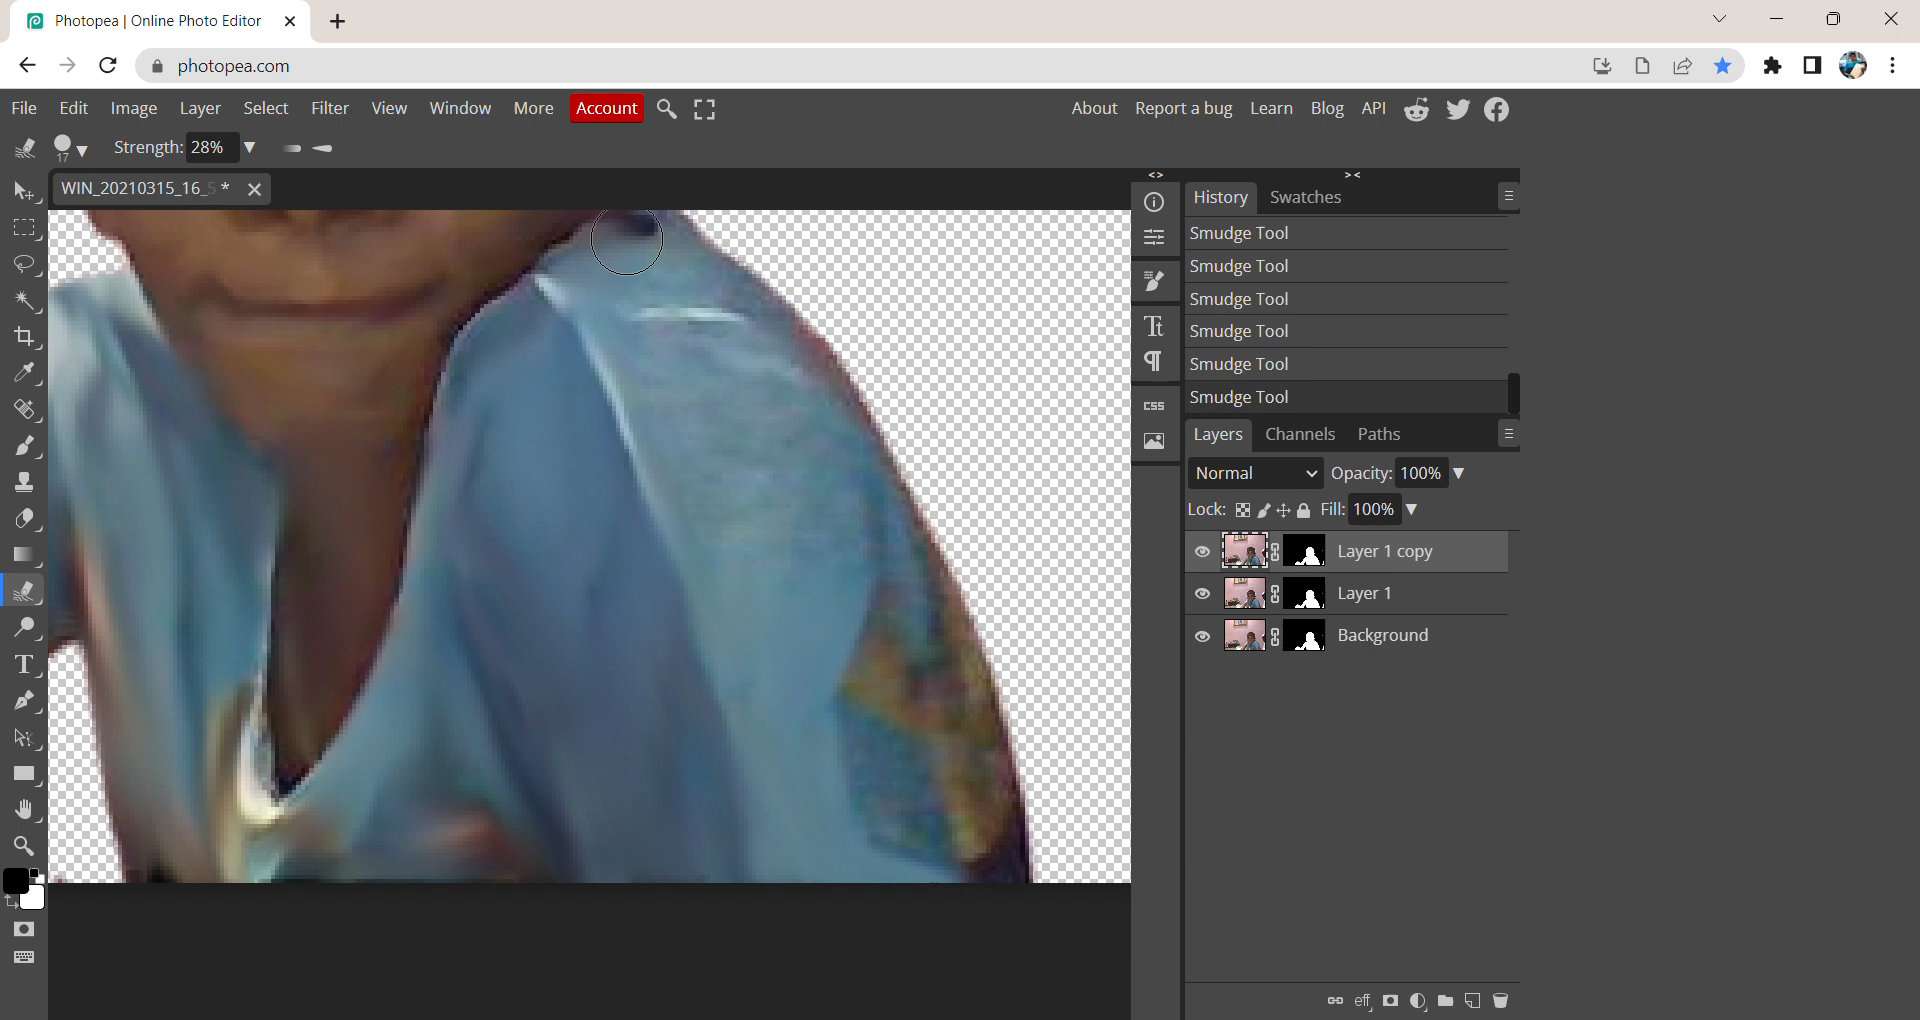 Photopea | Online Photo Editor
photopea.com
File Edit Image Layer Select Filter View Window More Account About Report a bug Learn Blog API
17 Strength: 28%
WIN_20210315_16_5 *
History Swatches
Smudge Tool
Smudge Tool
Smudge Tool
Smudge Tool
Smudge Tool
Smudge Tool
CSS
Layers Channels Paths
Normal Opacity: 100%
Lock: Fill: 100%
Layer 1 copy
Layer 1
Background
eff